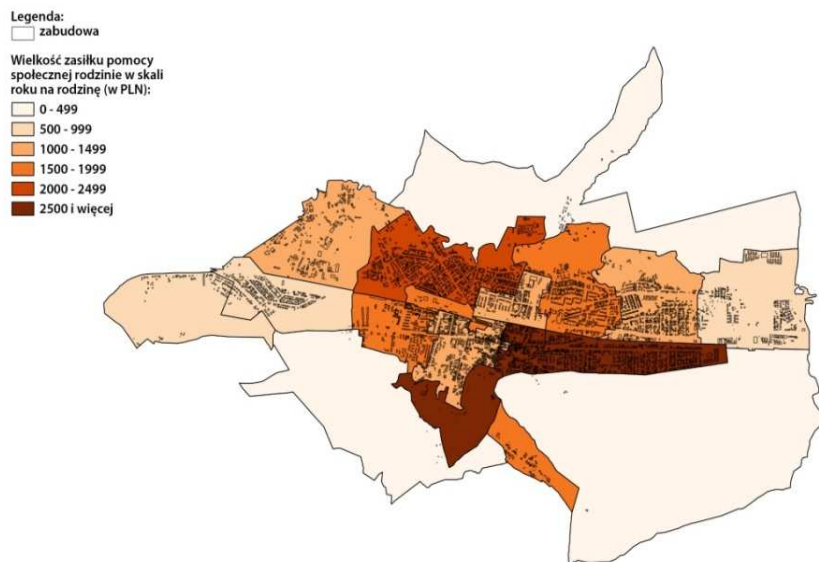 Legenda:
zabudowa
Wielkość zasiłku pomocy
społecznej rodzinie w skali
roku na rodzinę (w PLN):
0 - 499
500 - 999
1000 - 1499
1500 - 1999
2000 - 2499
2500 i więcej